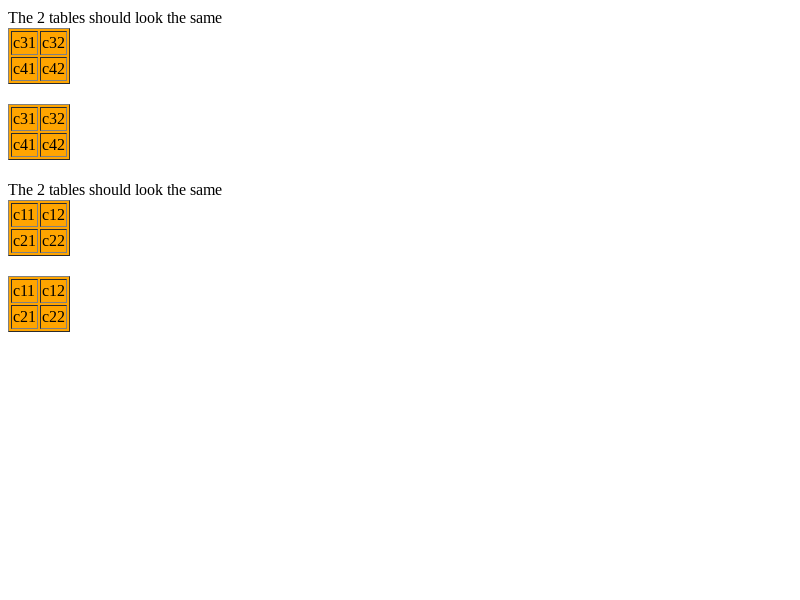 The 2 tables should look the same
c31 c32
c41 c42
c31 c32
c41 c42
The 2 tables should look the same
c11 c12
c21 c22
c11 c12
c21 c22